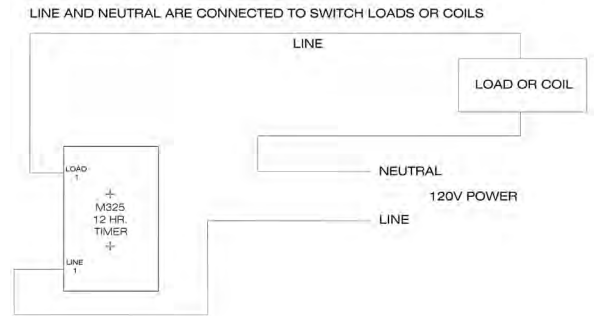 LINE AND NEUTRAL ARE CONNECTED TO SWITCH LOADS OR COILS
LINE
LOAD OR COIL
LOAD
1
M325
12 HR.
TIMER
LINE
1
NEUTRAL
120V POWER
LINE